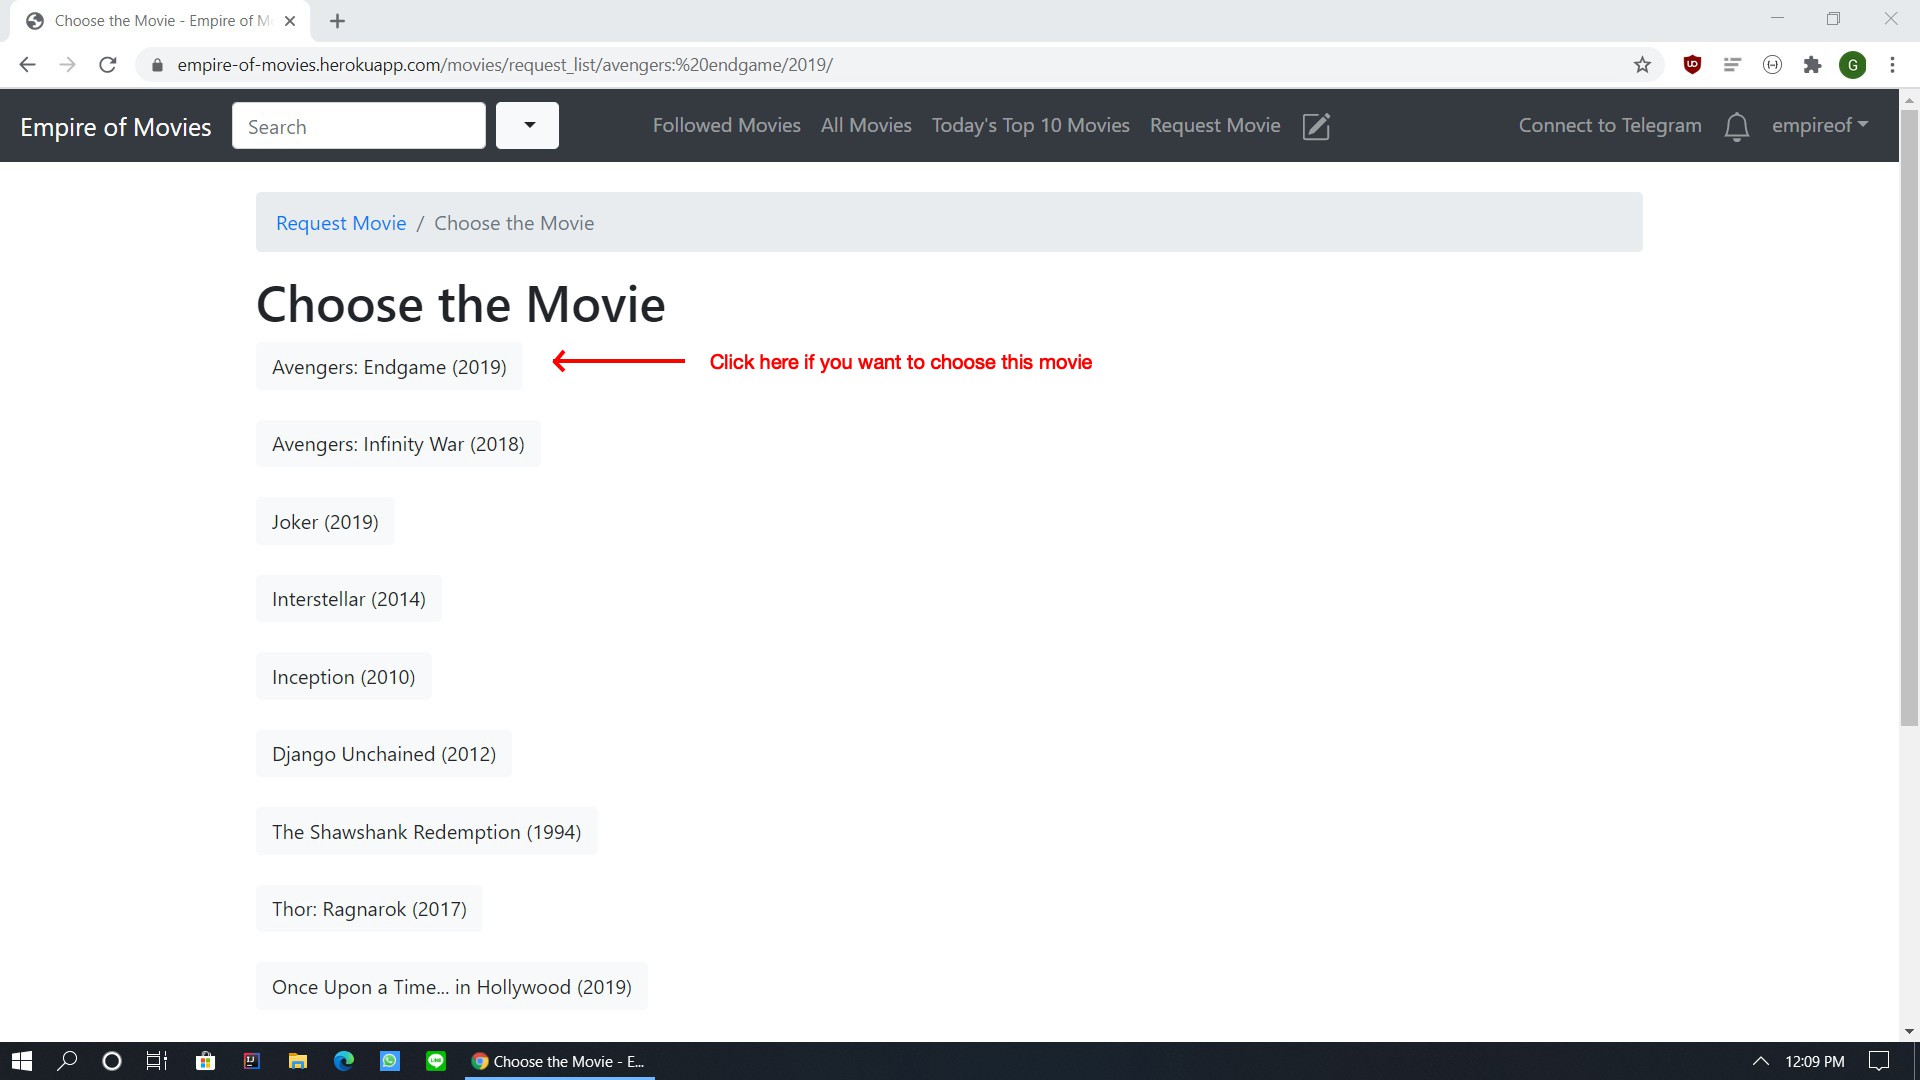 Choose the Movie - Empire of M
empire-of-movies.herokuapp.com/movies/request_list/avengers:%20endgame/2019/
G
Empire of Movies
Search
Followed Movies
All Movies
Today's Top 10 Movies
Request Movie
Connect to Telegram
empireof
Request Movie / Choose the Movie
Choose the Movie
Avengers: Endgame (2019)
Click here if you want to choose this movie
Avengers: Infinity War (2018)
Joker (2019)
Interstellar (2014)
Inception (2010)
Django Unchained (2012)
The Shawshank Redemption (1994)
Thor: Ragnarok (2017)
Once Upon a Time... in Hollywood (2019)
Choose the Movie - E...
12:09 PM